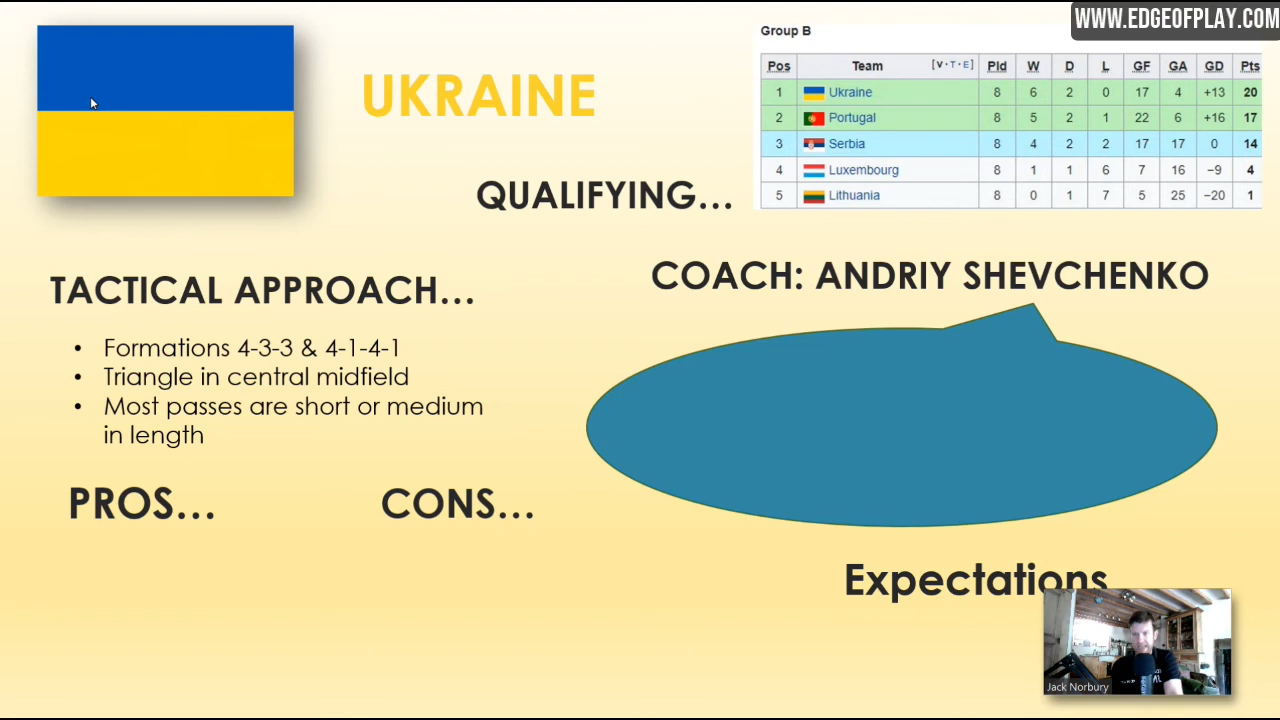 WWW.EDGEOFPLAY.COM
UKRAINE
QUALIFYING...
Group B
Pos Team [V·T·E] Pld W D L GF GA GD Pts
1 Ukraine 8 6 2 0 17 4 +13 20
2 Portugal 8 5 2 1 22 6 +16 17
3 Serbia 8 4 2 2 17 17 0 14
4 Luxembourg 8 1 1 6 7 16 −9 4
5 Lithuania 8 0 1 7 5 25 −20 1
TACTICAL APPROACH...
• Formations 4-3-3 & 4-1-4-1
• Triangle in central midfield
• Most passes are short or medium
in length
COACH: ANDRIY SHEVCHENKO
PROS...
CONS...
Expectations
Jack Norbury